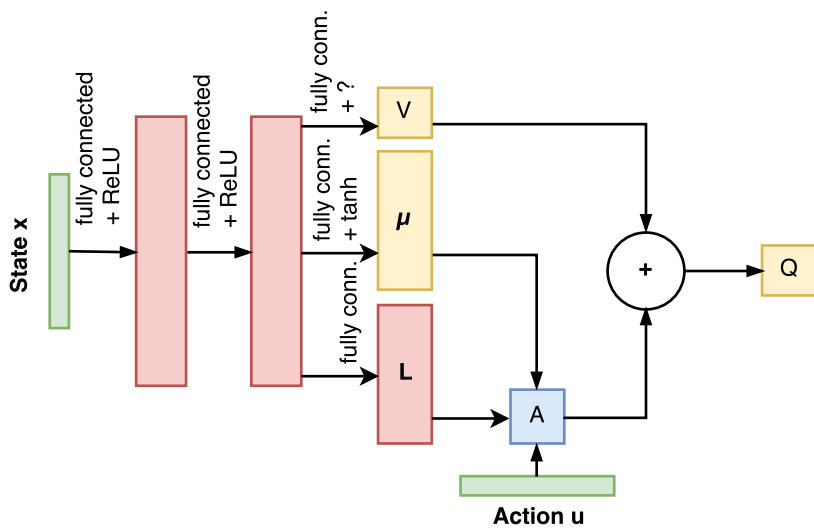 State x
fully connected
+ ReLU
fully connected
+ ReLU
fully conn.
+ ?
V
fully conn.
+ tanh
μ
fully conn.
L
A
Action u
+
Q